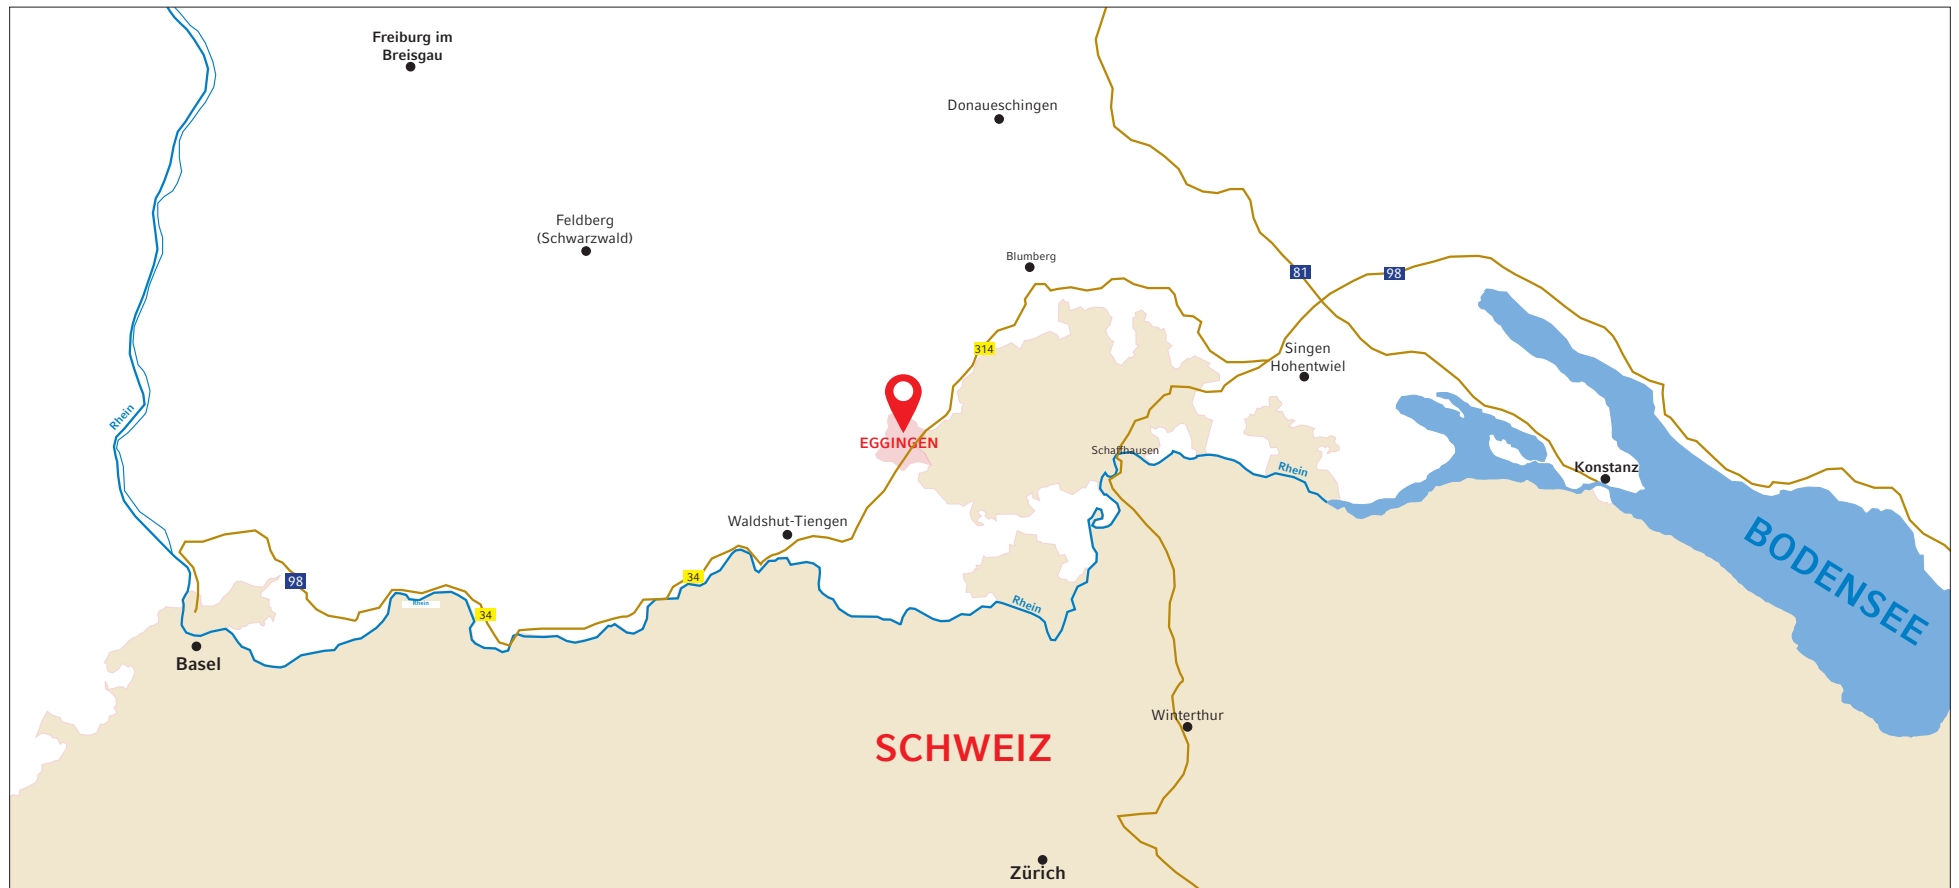 Freiburg im
Breisgau
Donaueschingen
Feldberg
(Schwarzwald)
Blumberg
81
98
314
Singen
Hohentwiel
Rhein
EGGINGEN
Schaffhausen
Rhein
Konstanz
Waldshut-Tiengen
BODENSEE
98
34
Rhein
34
Rhein
Basel
Winterthur
SCHWEIZ
Zürich